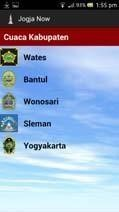 1:55 pm
Jogja Now
Cuaca Kabupaten
Wates
Bantul
Wonosari
Sleman
Yogyakarta